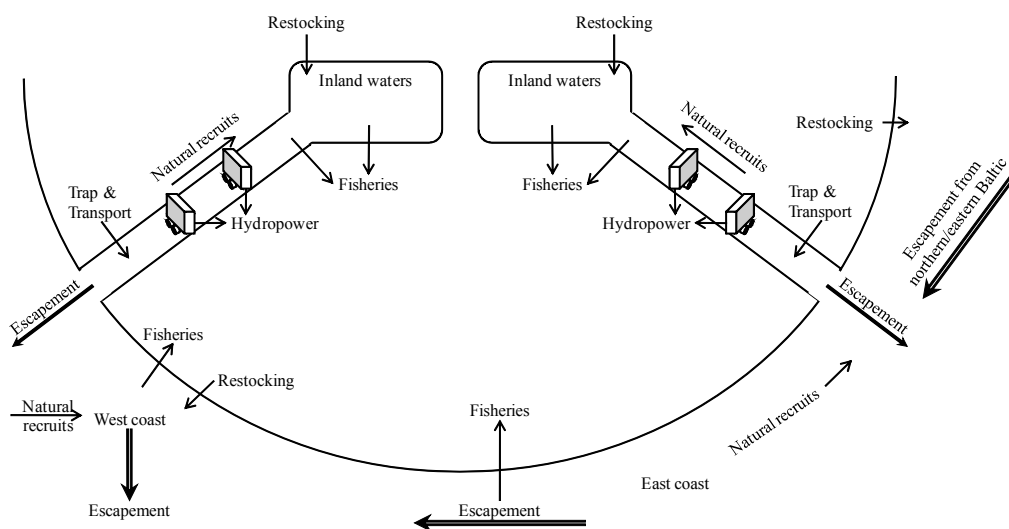 Restocking
Restocking
Inland waters
Inland waters
Natural recruits
Natural recruits
Restocking
Fisheries
Fisheries
Trap &
Transport
Trap &
Transport
Hydropower
Hydropower
Escapement from
northern/eastern Baltic
Escapement
Escapement
Fisheries
Restocking
Natural
recruits
West coast
Fisheries
Natural recruits
East coast
Escapement
Escapement